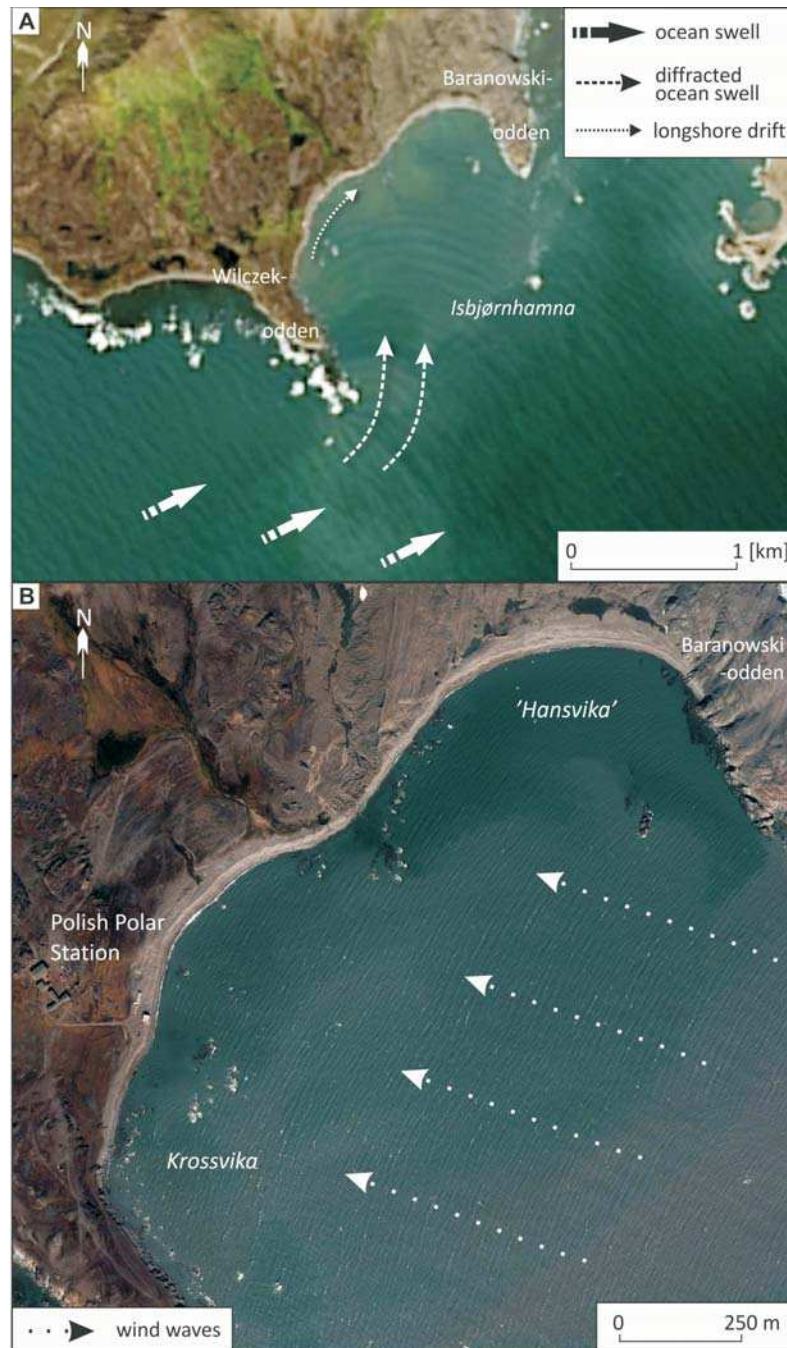 A
N
Baranowski-
odden
ocean swell
diffracted
ocean swell
longshore drift
Wilczek-
odden
Isbjørnhamna
0 1 [km]
B
N
Baranowski
-odden
'Hansvika'
Polish Polar
Station
Krossvika
wind waves
0 250 m